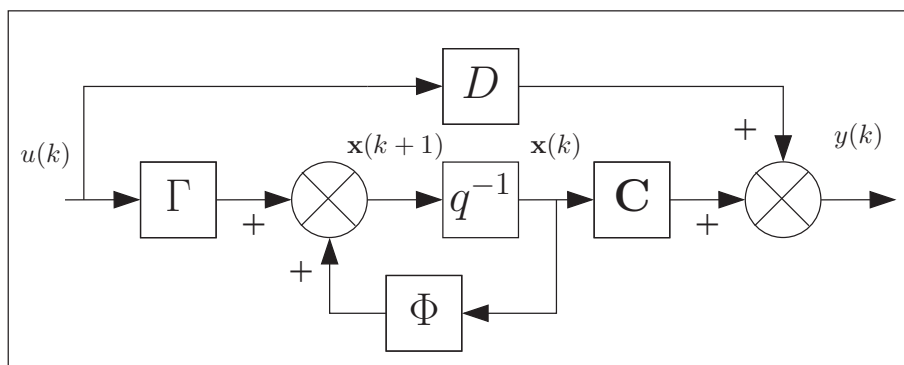 D
u(k)
x(k + 1)
x(k)
+
y(k)
Γ
q⁻¹
C
+
+
+
Φ